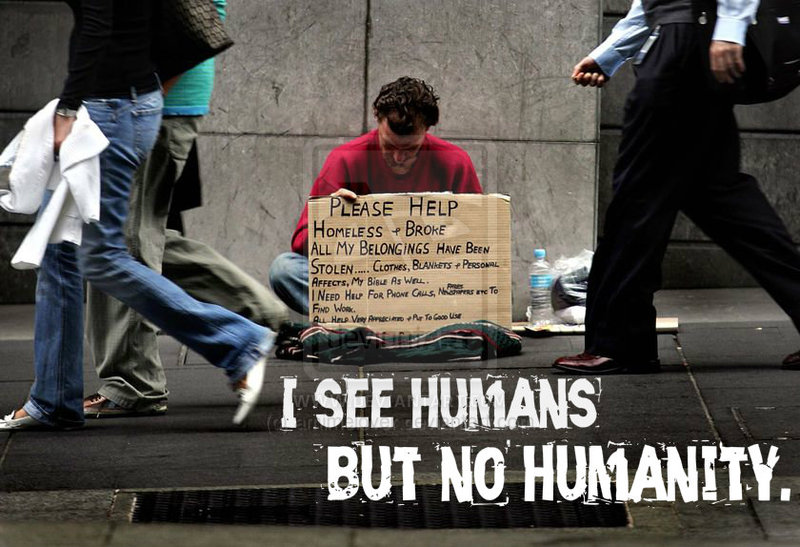 PLEASE HELP
HOMELESS + BROKE
ALL MY BELONGINGS HAVE BEEN
STOLEN..... CLOTHES, BLANKETS + PERSONAL
AFFECTS, MY BIBLE AS WELL.
I NEED HELP FOR PHONE CALLS, NEWSPAPERS ETC TO
FIND WORK.
ALL HELP VERY APPRECIATED + PUT TO GOOD USE
I SEE HUMANS
BUT NO HUMANITY.